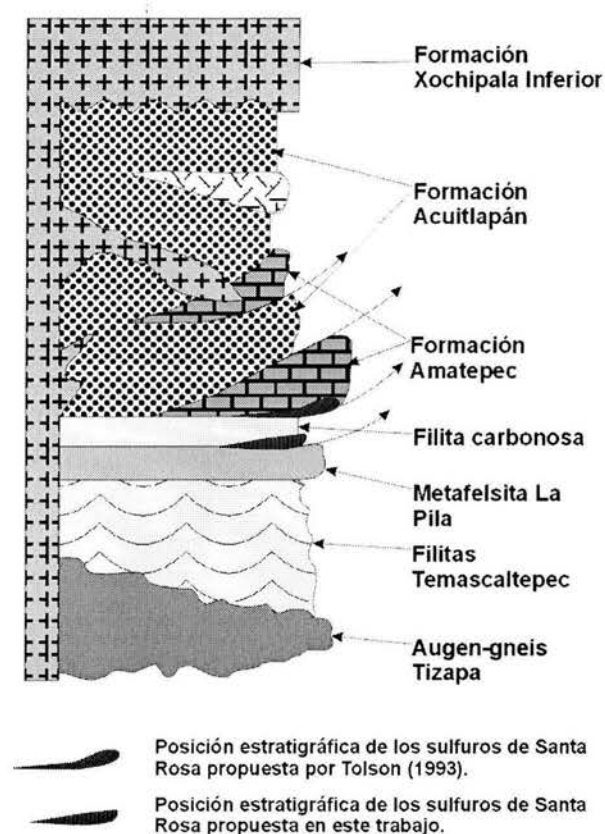 Formación
Xochipala Inferior
Formación
Acuitlapán
Formación
Amatepec
Filita carbonosa
Metafelsita La
Pila
Filitas
Temascaltepec
Augen-gneis
Tizapa
Posición estratigráfica de los sulfuros de Santa
Rosa propuesta por Tolson (1993).
Posición estratigráfica de los sulfuros de Santa
Rosa propuesta en este trabajo.